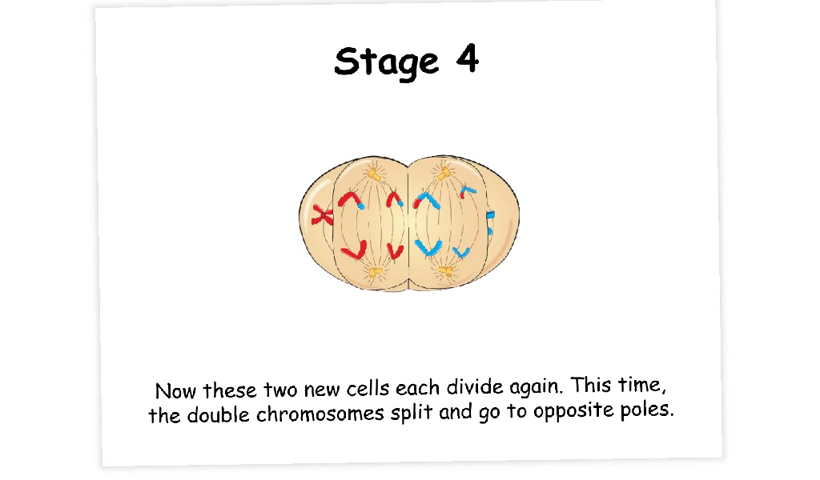 Stage 4
Now these two new cells each divide again. This time,
the double chromosomes split and go to opposite poles.